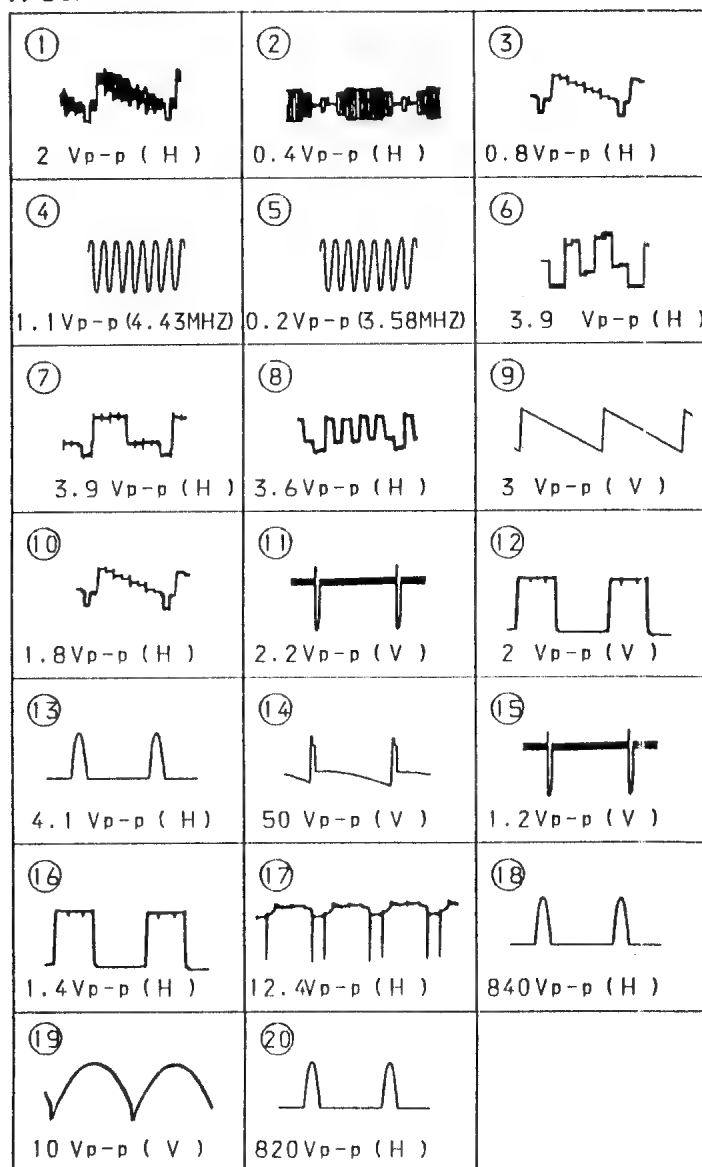 ① ② ③
2 Vp-p ( H ) 0.4Vp-p ( H ) 0.8Vp-p ( H )
④ ⑤ ⑥
1.1Vp-p (4.43MHZ) 0.2Vp-p (3.58MHZ) 3.9 Vp-p ( H )
⑦ ⑧ ⑨
3.9 Vp-p ( H ) 3.6Vp-p ( H ) 3 Vp-p ( V )
⑩ ⑪ ⑫
1.8Vp-p ( H ) 2.2Vp-p ( V ) 2 Vp-p ( V )
⑬ ⑭ ⑮
4.1 Vp-p ( H ) 50 Vp-p ( V ) 1.2Vp-p ( V )
⑯ ⑰ ⑱
1.4Vp-p ( H ) 12.4Vp-p ( H ) 840Vp-p ( H )
⑲ ⑳
10 Vp-p ( V ) 820Vp-p ( H )